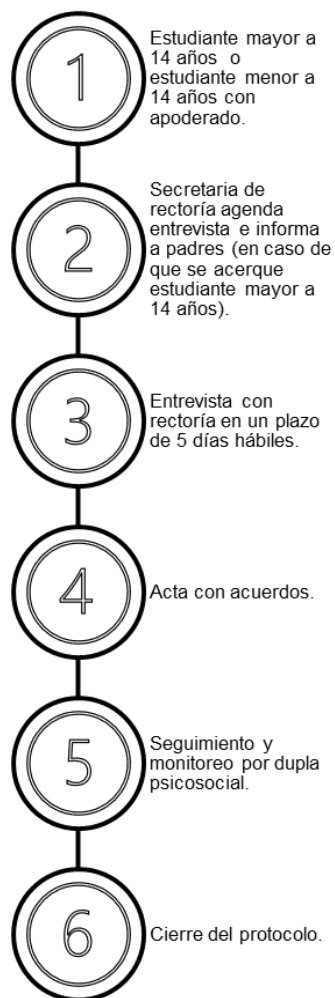 1
Estudiante mayor a
14 años o
estudiante menor a
14 años con
apoderado.
2
Secretaria de
rectoría agenda
entrevista e informa
a padres (en caso de
que se acerque
estudiante mayor a
14 años).
3
Entrevista con
rectoría en un plazo
de 5 días hábiles.
4
Acta con acuerdos.
5
Seguimiento y
monitoreo por dupla
psicosocial.
6
Cierre del protocolo.